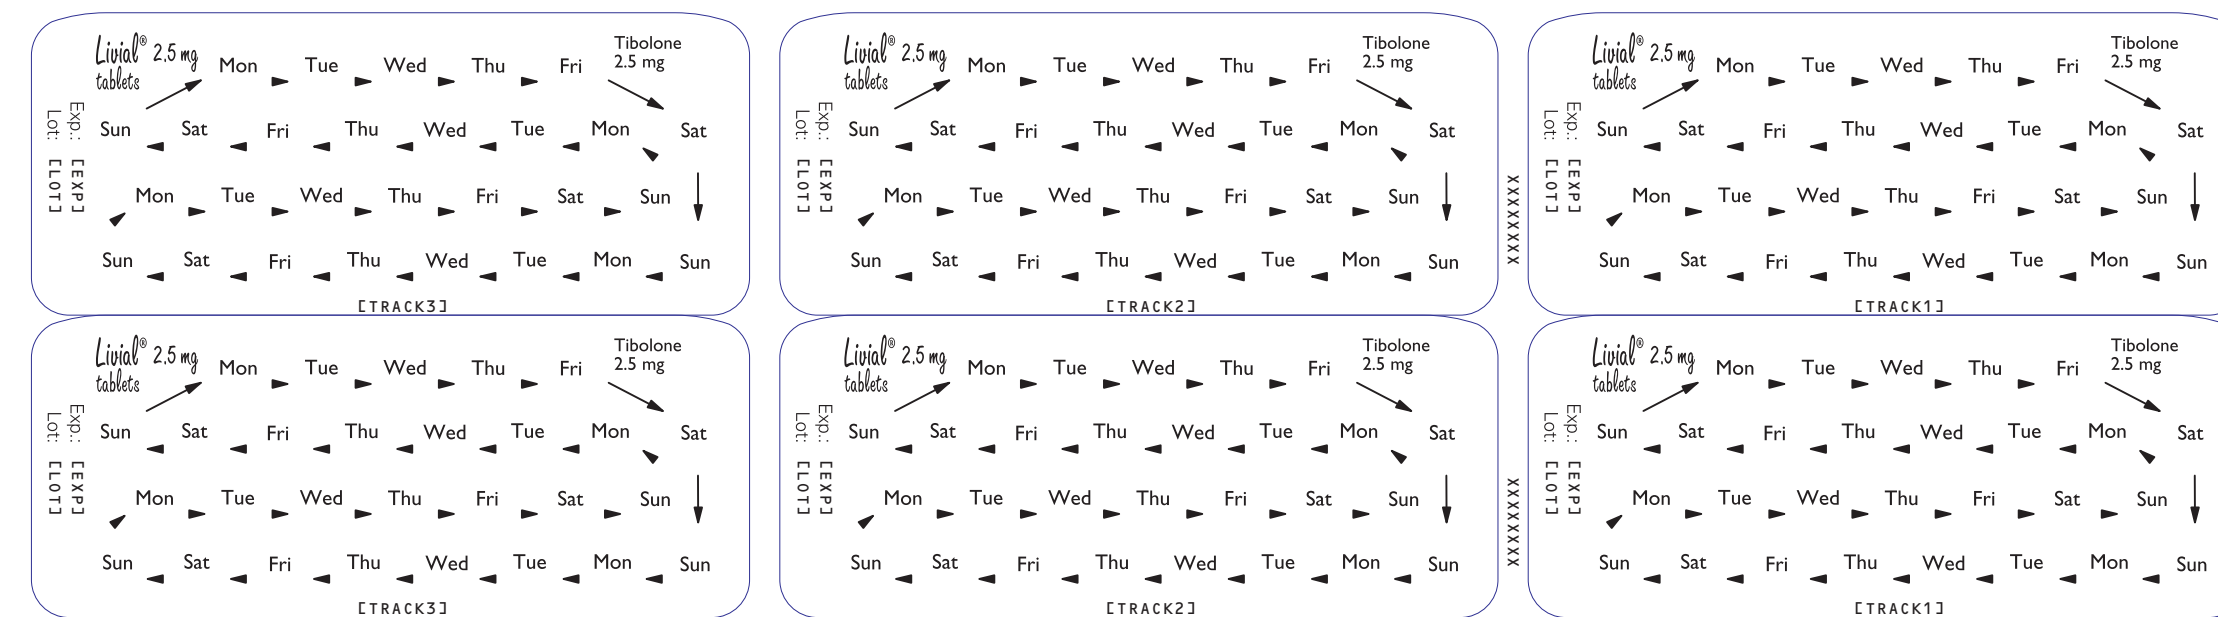 Livial® 2,5 mg
tablets
Mon Tue Wed Thu Fri
Tibolone
2.5 mg
Sun Sat Fri Thu Wed Tue Mon Sat
Mon Tue Wed Thu Fri Sat Sun
Sun Sat Fri Thu Wed Tue Mon Sun
Exp.: [EXP]
Lot: [LOT]
[TRACK3]
Livial® 2,5 mg
tablets
Mon Tue Wed Thu Fri
Tibolone
2.5 mg
Sun Sat Fri Thu Wed Tue Mon Sat
Mon Tue Wed Thu Fri Sat Sun
Sun Sat Fri Thu Wed Tue Mon Sun
Exp.: [EXP]
Lot: [LOT]
[TRACK2]
XXXXXXXX
Livial® 2,5 mg
tablets
Mon Tue Wed Thu Fri
Tibolone
2.5 mg
Sun Sat Fri Thu Wed Tue Mon Sat
Mon Tue Wed Thu Fri Sat Sun
Sun Sat Fri Thu Wed Tue Mon Sun
Exp.: [EXP]
Lot: [LOT]
[TRACK1]
Livial® 2,5 mg
tablets
Mon Tue Wed Thu Fri
Tibolone
2.5 mg
Sun Sat Fri Thu Wed Tue Mon Sat
Mon Tue Wed Thu Fri Sat Sun
Sun Sat Fri Thu Wed Tue Mon Sun
Exp.: [EXP]
Lot: [LOT]
[TRACK3]
Livial® 2,5 mg
tablets
Mon Tue Wed Thu Fri
Tibolone
2.5 mg
Sun Sat Fri Thu Wed Tue Mon Sat
Mon Tue Wed Thu Fri Sat Sun
Sun Sat Fri Thu Wed Tue Mon Sun
Exp.: [EXP]
Lot: [LOT]
[TRACK2]
XXXXXXXX
Livial® 2,5 mg
tablets
Mon Tue Wed Thu Fri
Tibolone
2.5 mg
Sun Sat Fri Thu Wed Tue Mon Sat
Mon Tue Wed Thu Fri Sat Sun
Sun Sat Fri Thu Wed Tue Mon Sun
Exp.: [EXP]
Lot: [LOT]
[TRACK1]